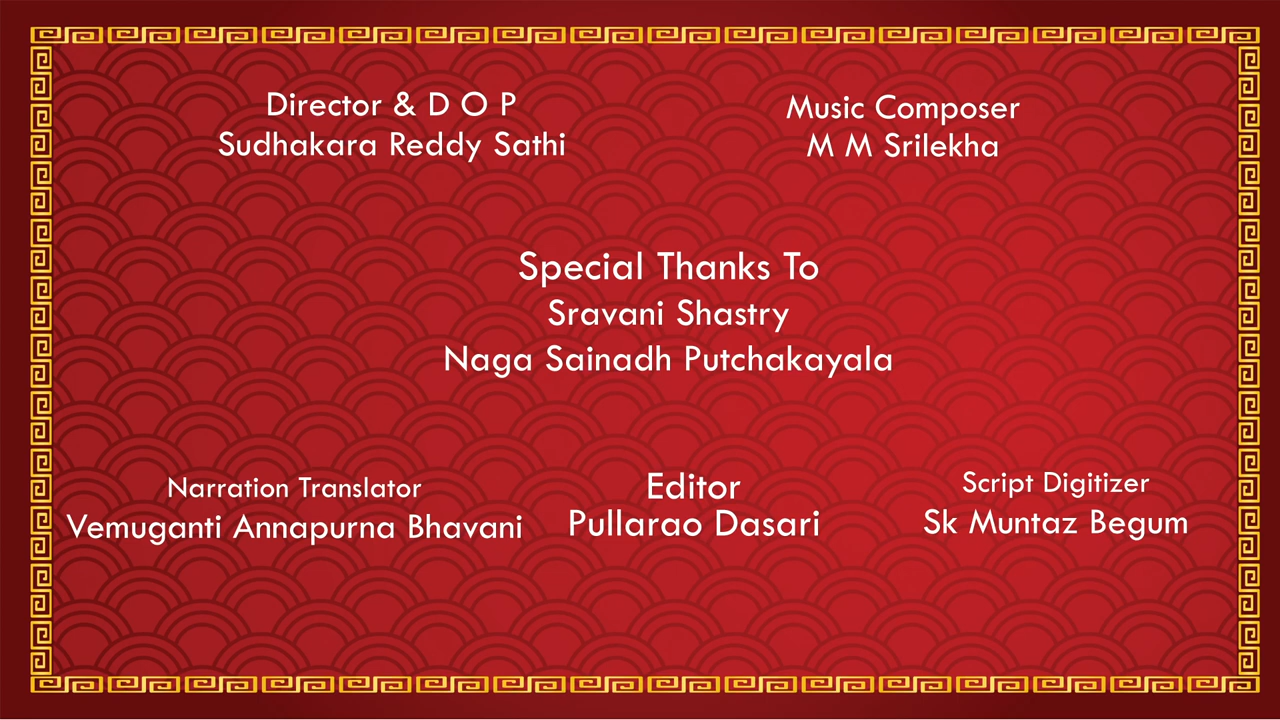 Director & D O P
Sudhakara Reddy Sathi
Music Composer
M M Srilekha
Special Thanks To
Sravani Shastry
Naga Sainadh Putchakayala
Narration Translator
Vemuganti Annapurna Bhavani
Editor
Pullarao Dasari
Script Digitizer
Sk Muntaz Begum